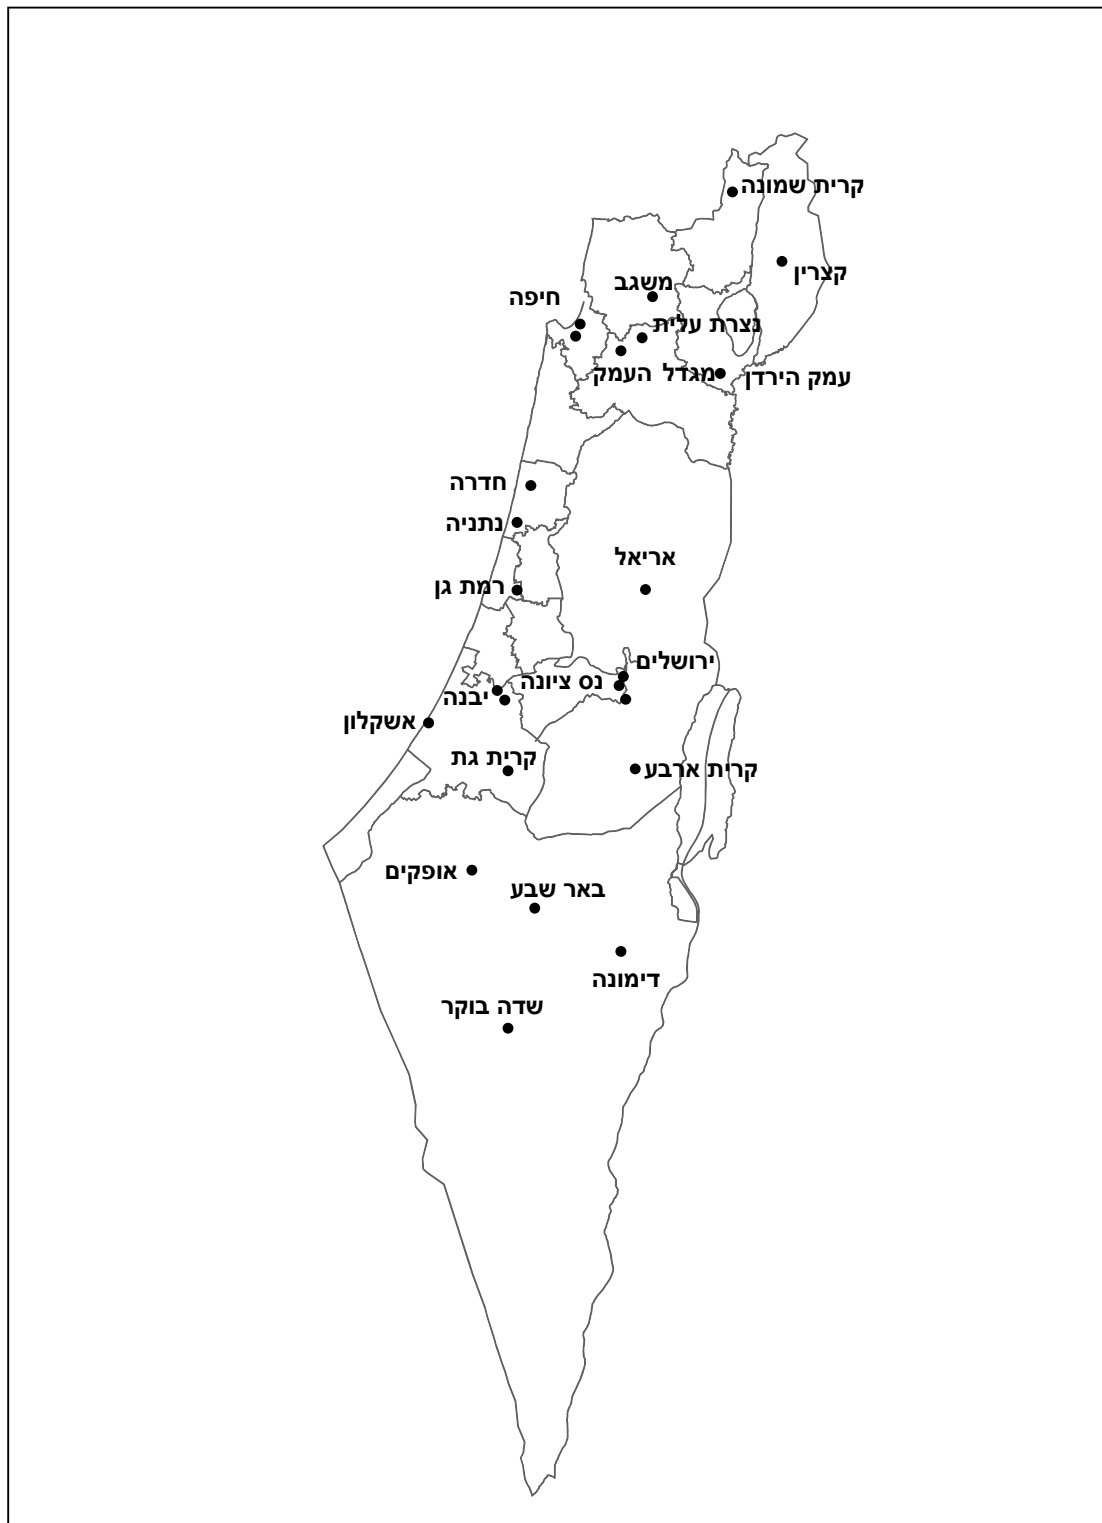 קרית שמונה
קצרין
משגב
חיפה
נצרת עלית
מגדל העמק
עמק הירדן
חדרה
נתניה
אריאל
רמת גן
ירושלים
נס ציונה
יבנה
אשקלון
קרית גת
קרית ארבע
אופקים
באר שבע
דימונה
שדה בוקר